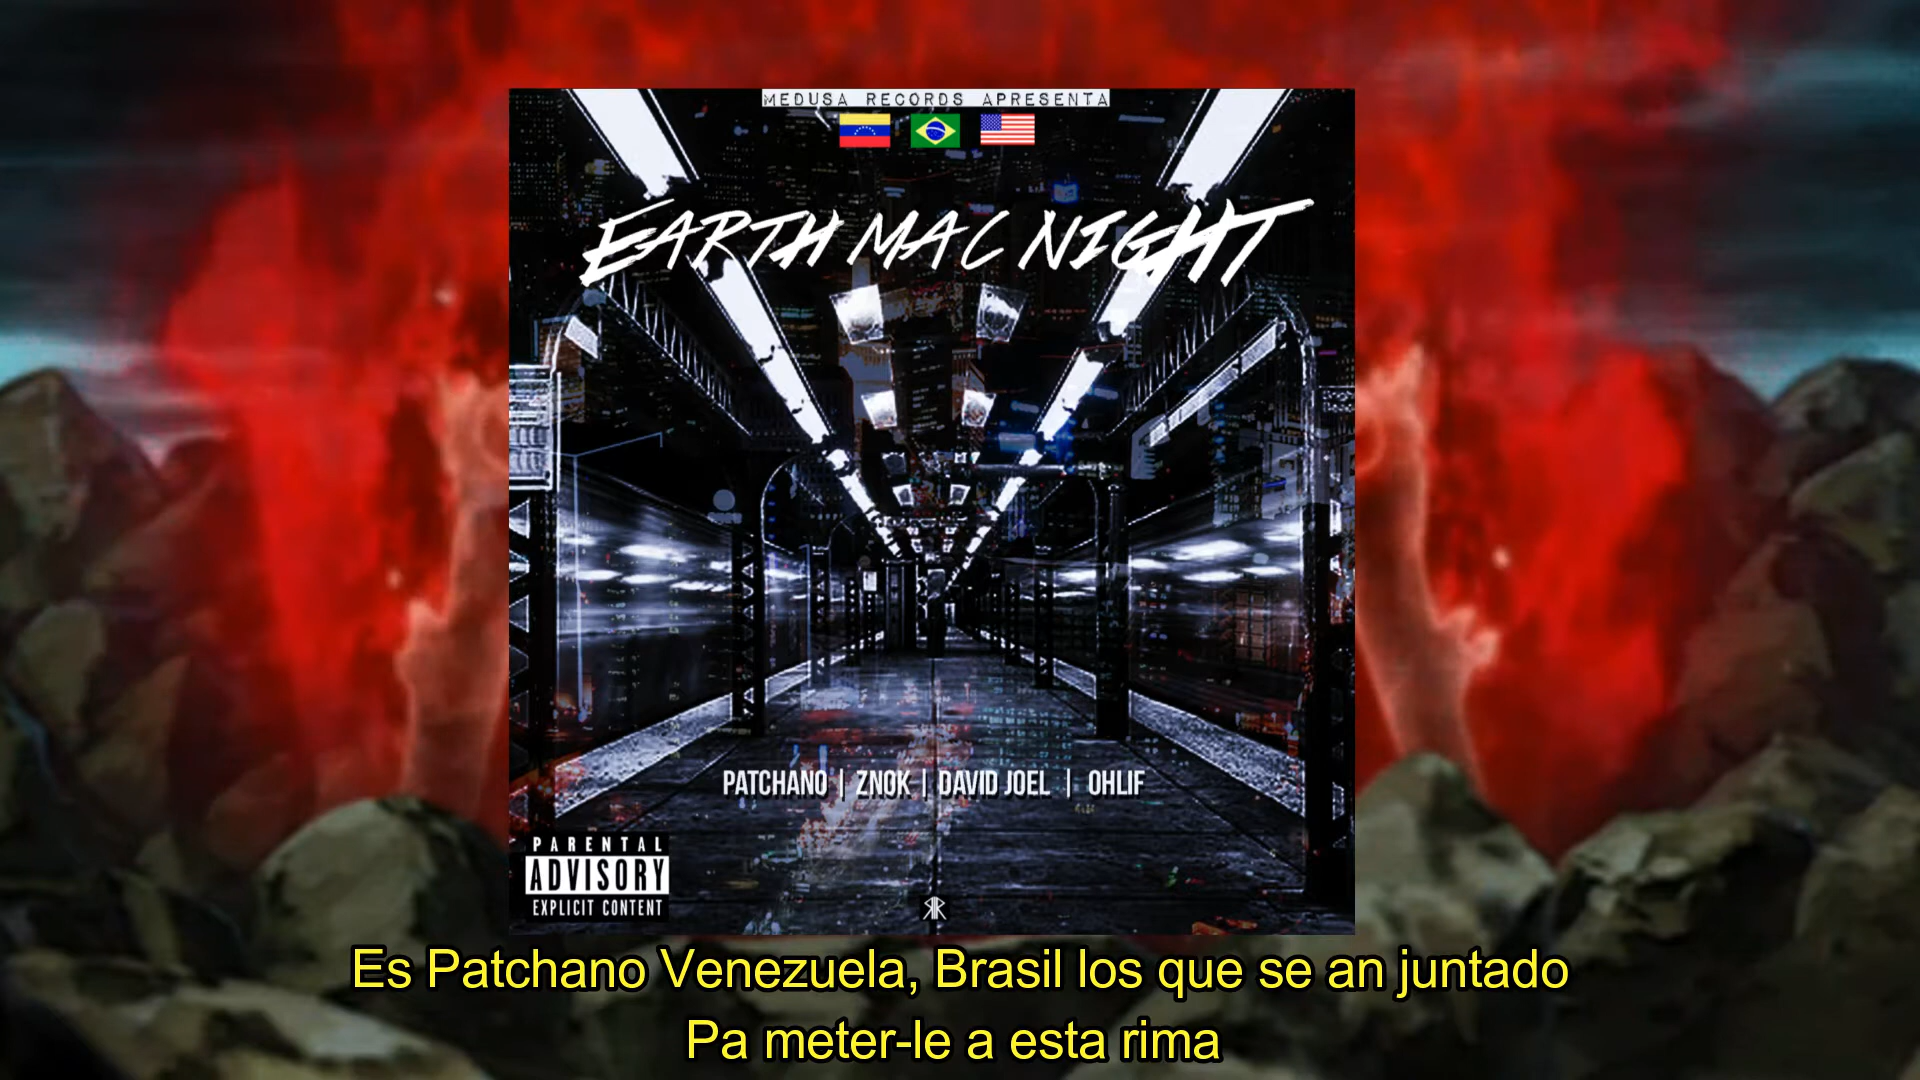 MEDUSA RECORDS APRESENTA
EARTH MAC NIGHT
PATCHANO | ZNOK | DAVID JOEL | OHLIF
PARENTAL
ADVISORY
EXPLICIT CONTENT
Es Patchano Venezuela, Brasil los que se an juntado
Pa meter-le a esta rima